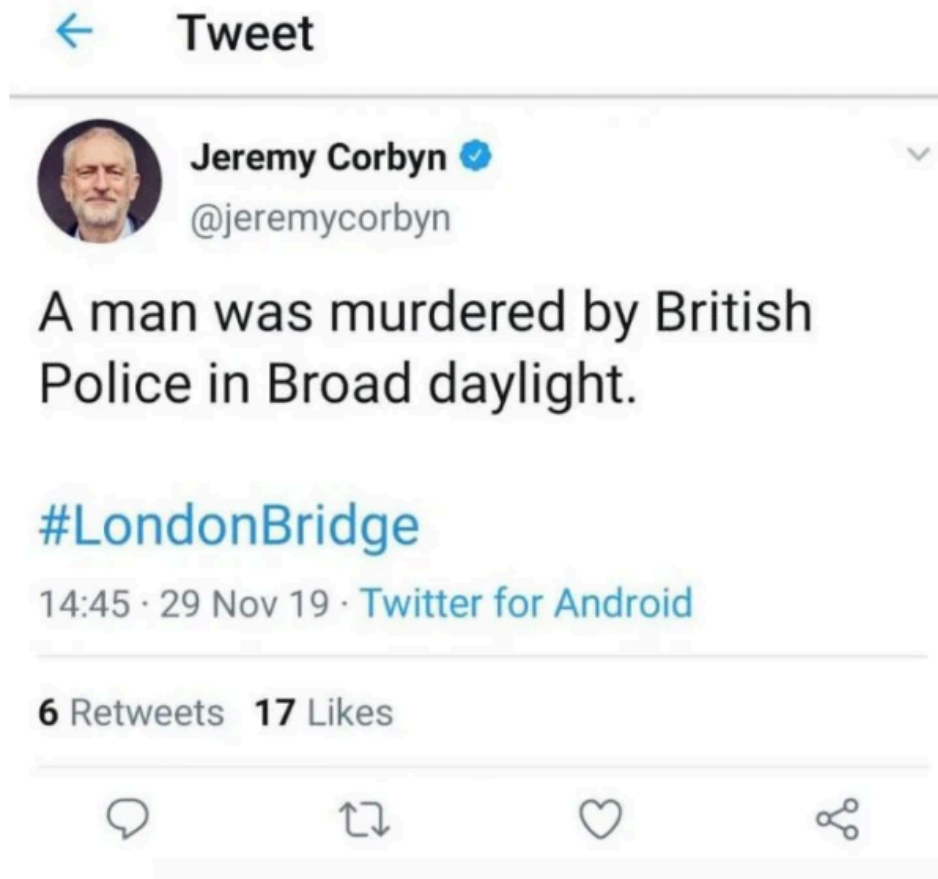 Tweet
Jeremy Corbyn
@jeremycorbyn
A man was murdered by British
Police in Broad daylight.
#LondonBridge
14:45 · 29 Nov 19 · Twitter for Android
6 Retweets 17 Likes